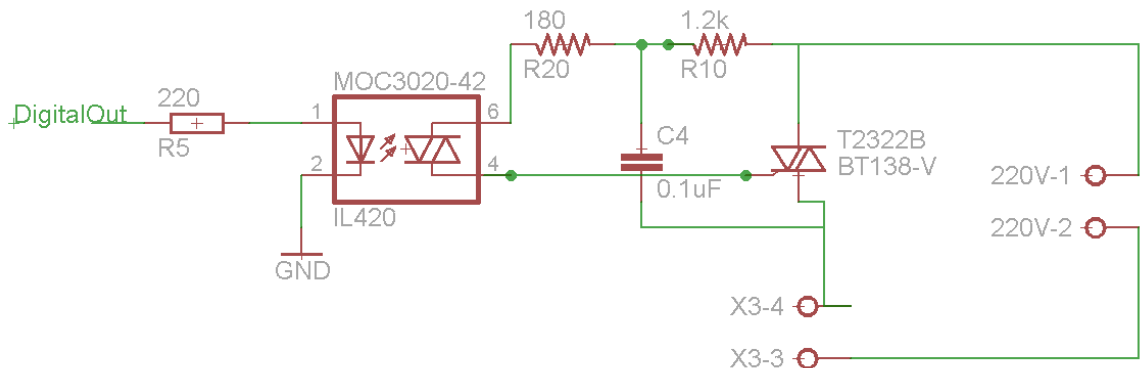 180
R20
1.2k
R10
MOC3020-42
DigitalOut
220
R5
1
6
2
4
IL420
GND
C4
0.1uF
T2322B
BT138-V
220V-1
220V-2
X3-4
X3-3